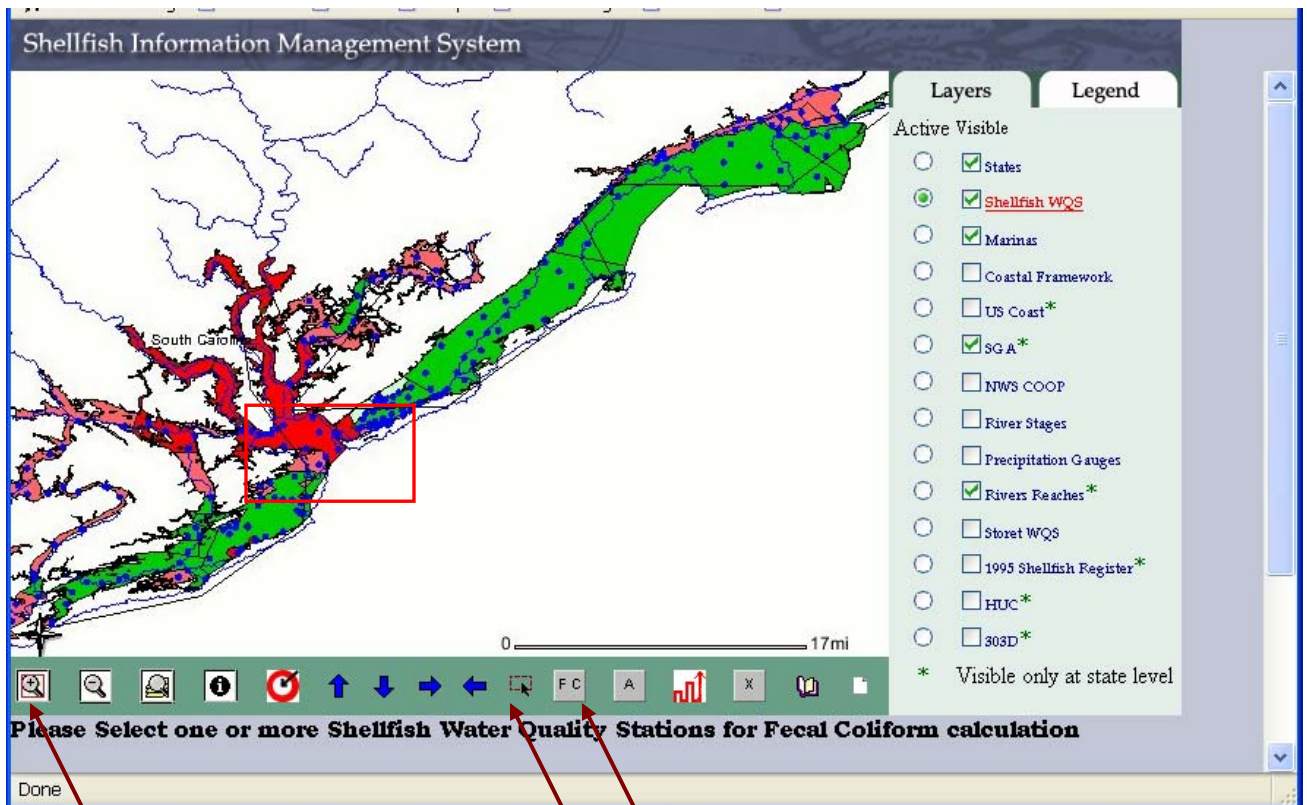 Shellfish Information Management System
Layers Legend
Active Visible
States
Shellfish WQS
Marinas
Coastal Framework
US Coast*
SGA*
NWS COOP
River Stages
Precipitation Gauges
Rivers Reaches*
Storet WQS
1995 Shellfish Register*
HUC*
303D*
* Visible only at state level
South Carolina
0 17mi
F C A X
Please Select one or more Shellfish Water Quality Stations for Fecal Coliform calculation
Done